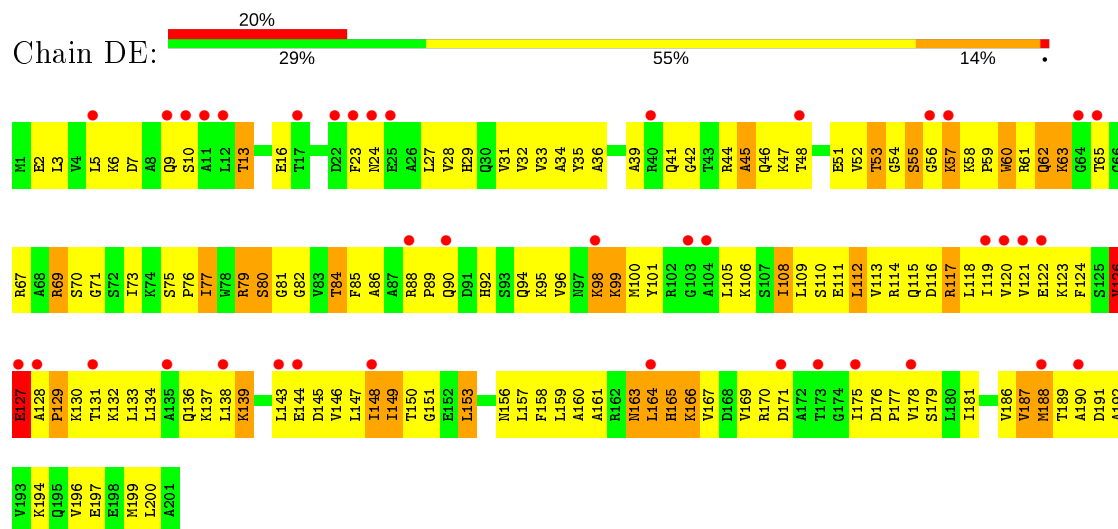 20%
Chain DE:
29% 55% 14% •
M1 E2 L3 V4 L5 K6 D7 A8 Q9 S10 A11 L12 T13 E16 T17 D22 F23 N24 E25 A26 L27 V28 H29 Q30 V31 V32 V33 A34 Y35 A36 A39 R40 Q41 G42 T43 R44 A45 Q46 K47 T48 E51 V52 T53 G54 S55 G56 K57 K58 P59 W60 R61 Q62 K63 G64 T65 G66
R67 A68 R69 S70 G71 S72 I73 K74 S75 P76 I77 W78 R79 S80 G81 G82 V83 T84 F85 A86 A87 R88 P89 Q90 D91 H92 S93 Q94 K95 V96 N97 K98 K99 M100 Y101 R102 G103 A104 L105 K106 S107 I108 L109 S110 E111 L112 V113 R114 Q115 D116 R117 L118 I119 V120 V121 E122 K123 F124 S125 V126
E127 A128 P129 K130 T131 K132 L133 L134 A135 Q136 K137 L138 K139 L143 E144 D145 V146 L147 I148 I149 T150 G151 E152 L153 N156 L157 F158 L159 A160 A161 R162 N163 L164 H165 K166 V167 D168 V169 R170 D171 A172 T173 G174 I175 D176 P177 V178 S179 L180 I181 V186 V187 M188 T189 A190 D191 A192
V193 K194 Q195 V196 E197 E198 M199 L200 A201